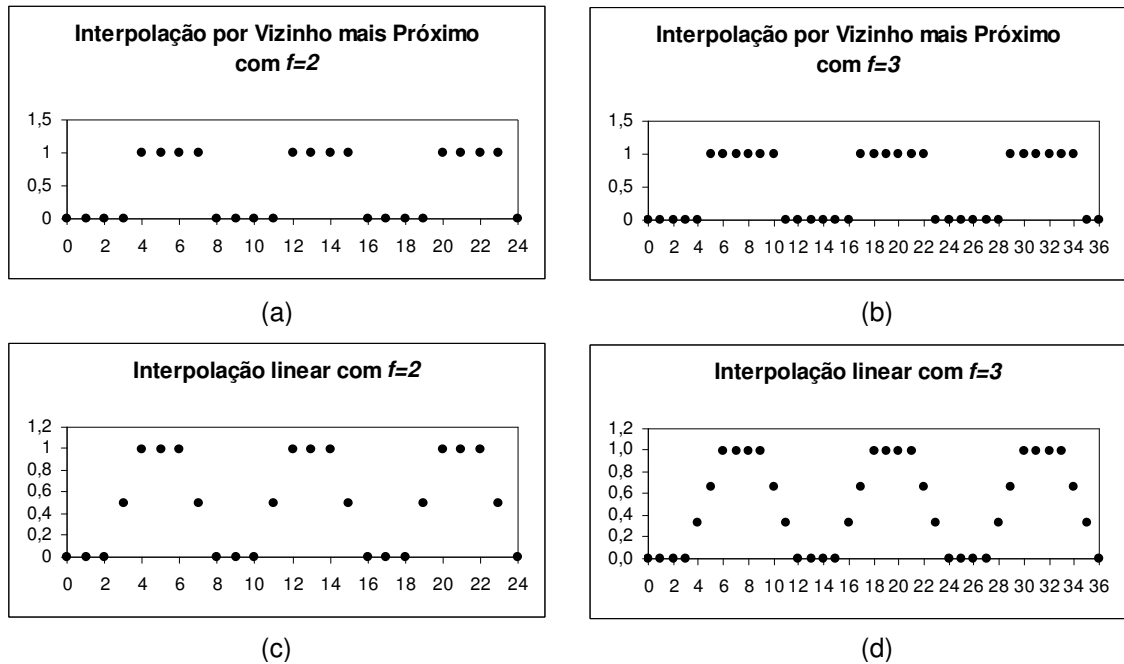 Interpolação por Vizinho mais Próximo
com f=2
1,5
1
0,5
0
0 2 4 6 8 10 12 14 16 18 20 22 24
(a)
Interpolação por Vizinho mais Próximo
com f=3
1,5
1
0,5
0
0 2 4 6 8 10 12 14 16 18 20 22 24 26 28 30 32 34 36
(b)
Interpolação linear com f=2
1,2
1
0,8
0,6
0,4
0,2
0
0 2 4 6 8 10 12 14 16 18 20 22 24
(c)
Interpolação linear com f=3
1,2
1,0
0,8
0,6
0,4
0,2
0,0
0 2 4 6 8 10 12 14 16 18 20 22 24 26 28 30 32 34 36
(d)